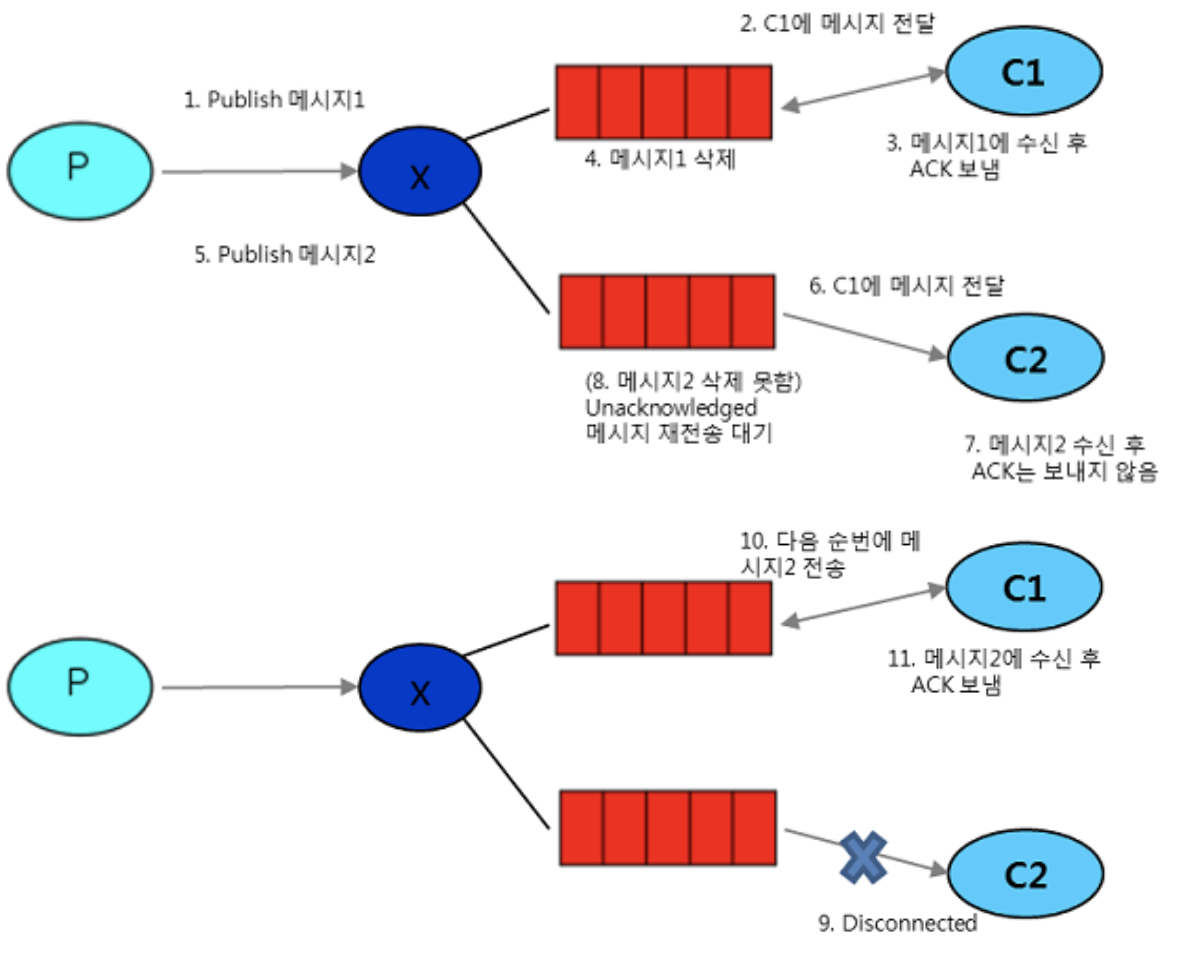 2. C1에 메시지 전달
C1
1. Publish 메시지1
3. 메시지1에 수신 후
ACK 보냄
4. 메시지1 삭제
P
X
5. Publish 메시지2
6. C1에 메시지 전달
C2
(8. 메시지2 삭제 못함)
Unacknowledged
메시지 재전송 대기
7. 메시지2 수신 후
ACK는 보내지 않음
10. 다음 순번에 메
시지2 전송
C1
11. 메시지2에 수신 후
ACK 보냄
P
X
C2
9. Disconnected